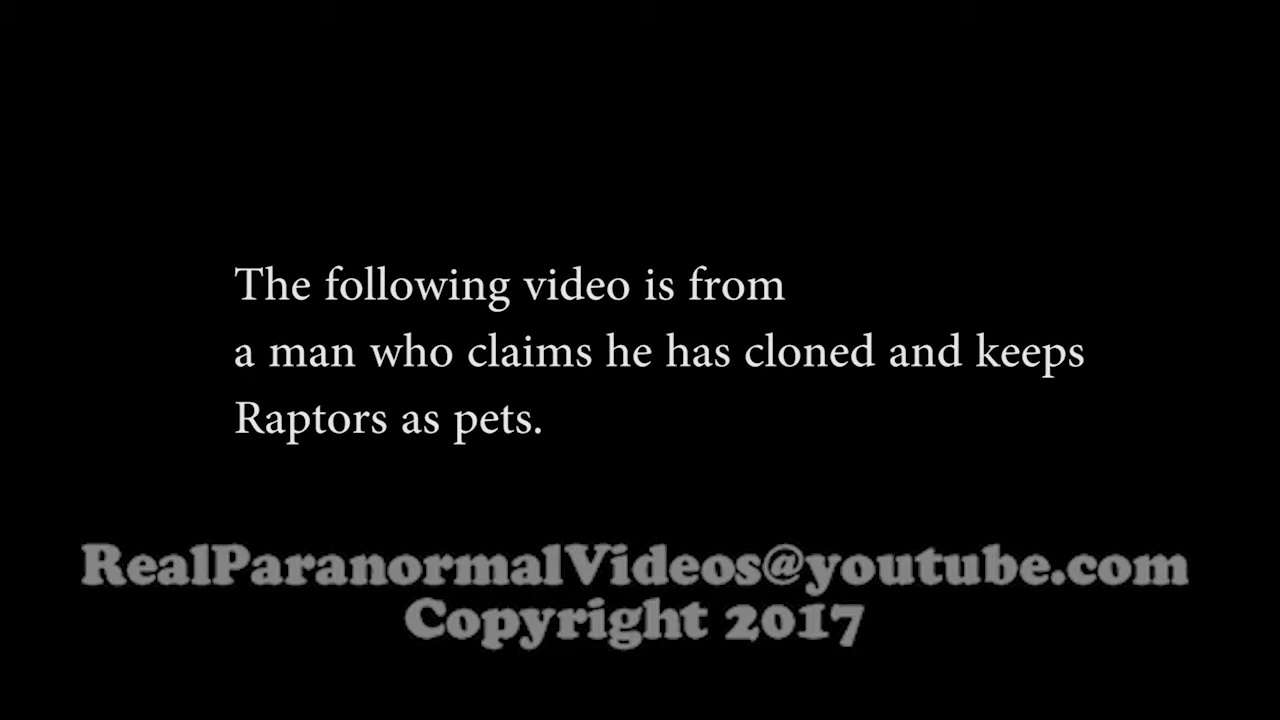 The following video is from
a man who claims he has cloned and keeps
Raptors as pets.
RealParanormalVideos@youtube.com
Copyright 2017